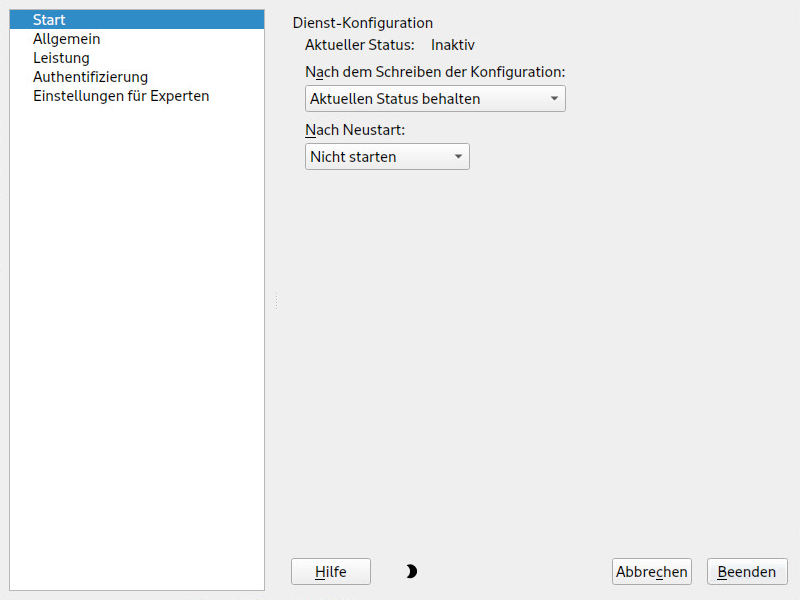 Start
Allgemein
Leistung
Authentifizierung
Einstellungen für Experten
Dienst-Konfiguration
Aktueller Status: Inaktiv
Nach dem Schreiben der Konfiguration:
Aktuellen Status behalten
Nach Neustart:
Nicht starten
Hilfe
Abbrechen
Beenden